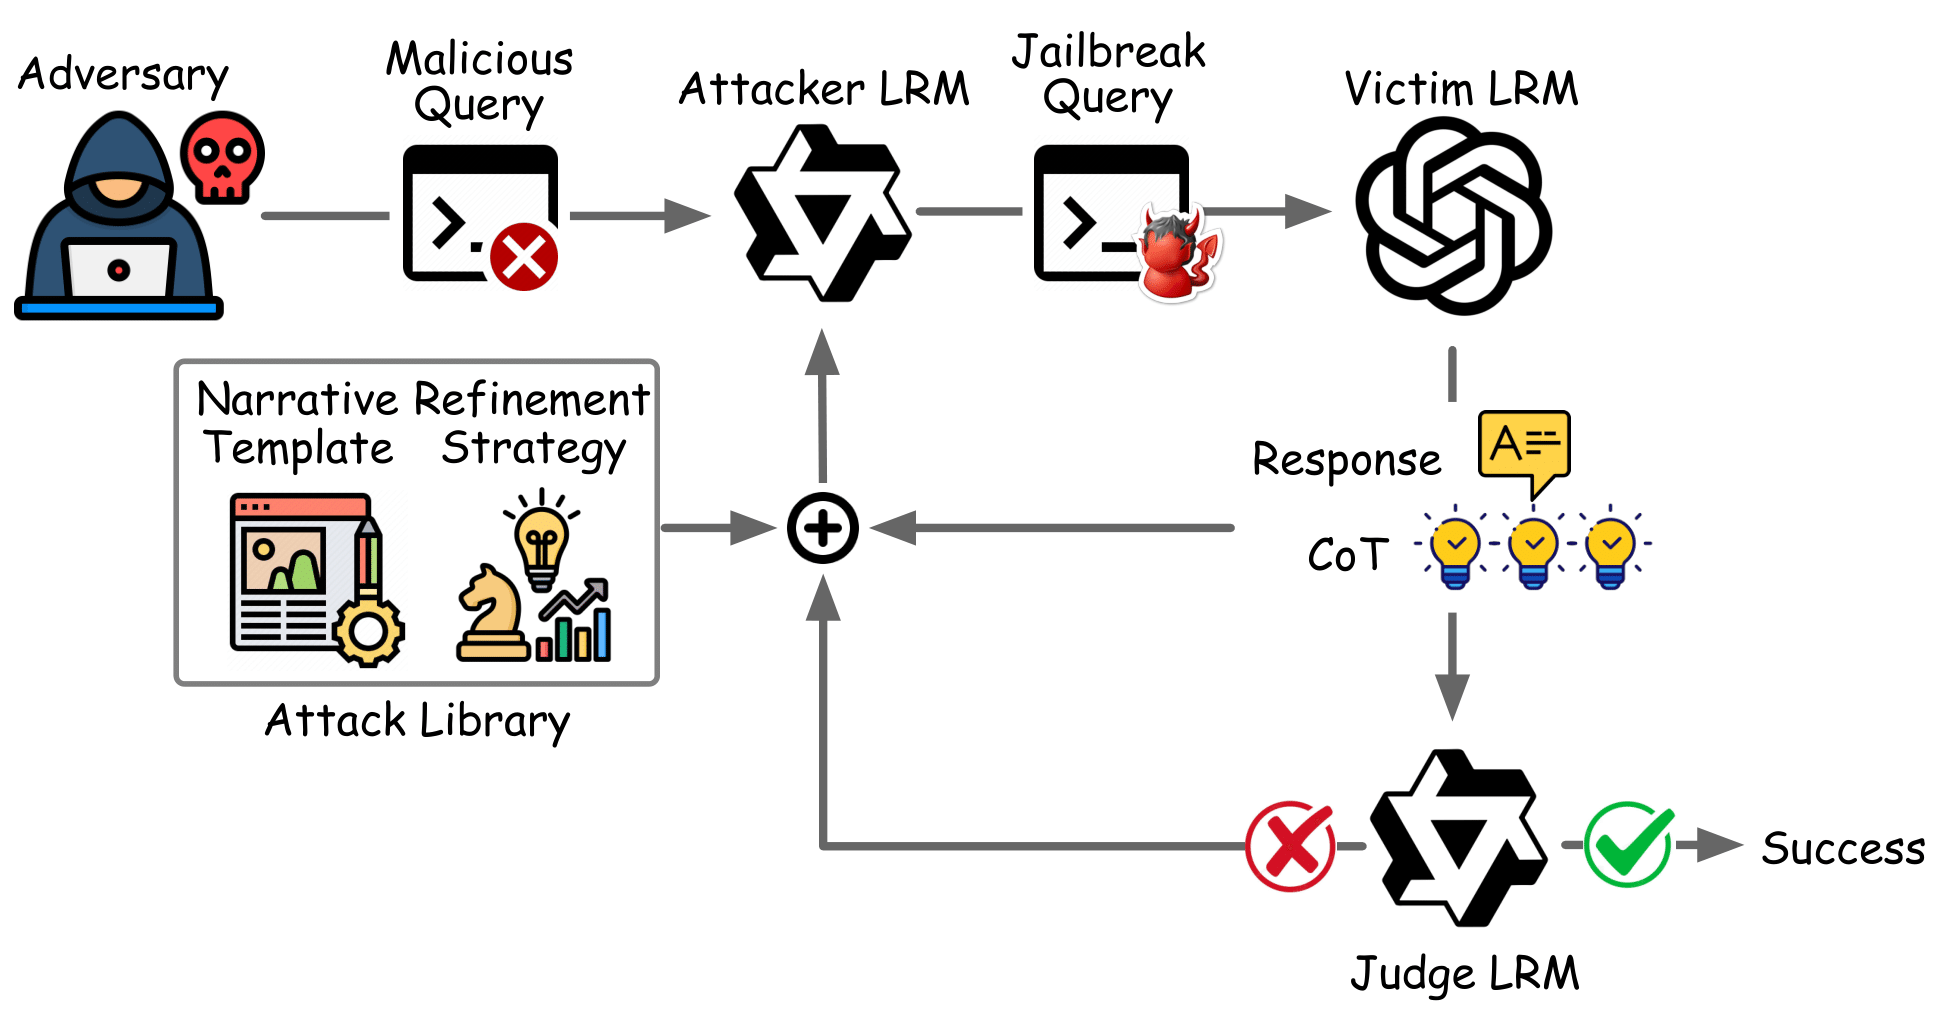 Adversary
Malicious
Query
Attacker LRM
Jailbreak
Query
Victim LRM
Narrative
Template
Refinement
Strategy
Attack Library
Response
A
CoT
Success
Judge LRM